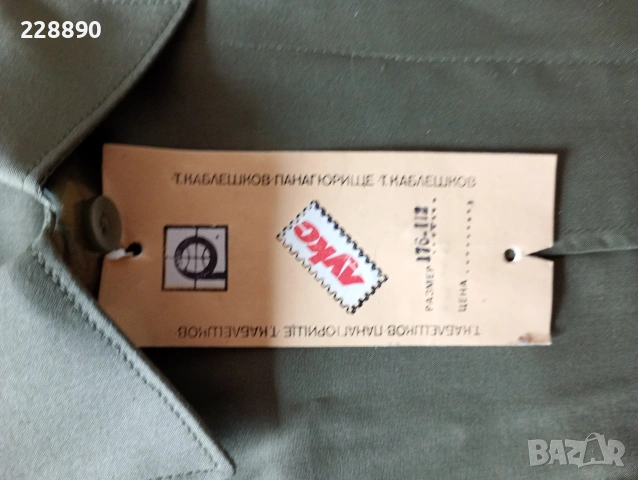 228890
Т. КАБЛЕШКОВ · ПАНАГЮРИЩЕ · Т. КАБЛЕШКОВ
ЛУКС
РАЗМЕР 176-112
ЦЕНА
Т. КАБЛЕШКОВ ПАНАГЮРИЩЕ · Т. КАБЛЕШКОВ
BAZAR